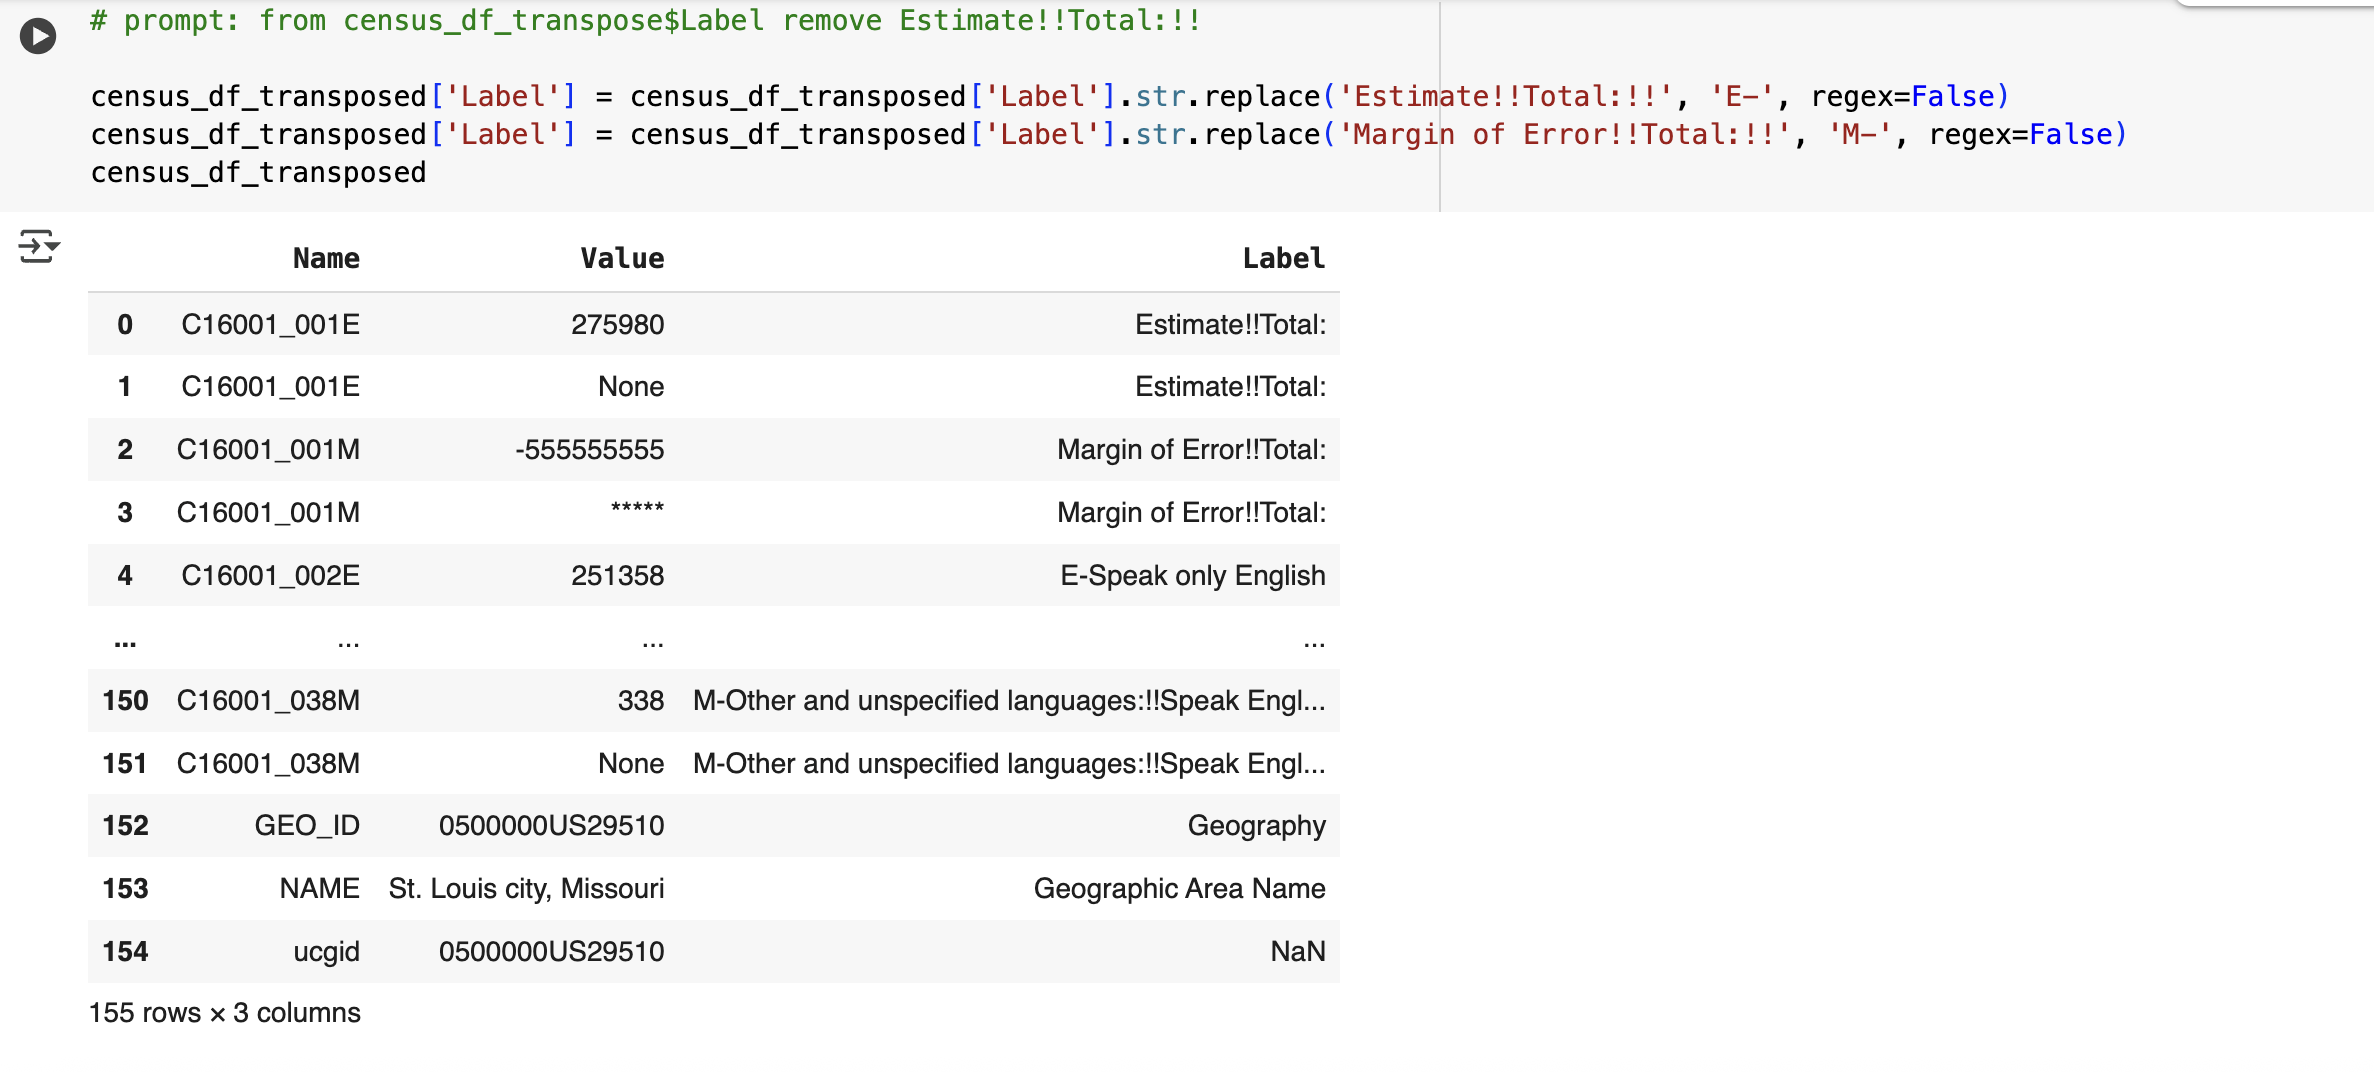 # prompt: from census_df_transpose$Label remove Estimate!!Total:!!
census_df_transposed['Label'] = census_df_transposed['Label'].str.replace('Estimate!!Total:!!', 'E-', regex=False)
census_df_transposed['Label'] = census_df_transposed['Label'].str.replace('Margin of Error!!Total:!!', 'M-', regex=False)
census_df_transposed
Name Value Label
0 C16001_001E 275980 Estimate!!Total:
1 C16001_001E None Estimate!!Total:
2 C16001_001M -555555555 Margin of Error!!Total:
3 C16001_001M ***** Margin of Error!!Total:
4 C16001_002E 251358 E-Speak only English
... ... ... ...
150 C16001_038M 338 M-Other and unspecified languages:!!Speak Engl...
151 C16001_038M None M-Other and unspecified languages:!!Speak Engl...
152 GEO_ID 0500000US29510 Geography
153 NAME St. Louis city, Missouri Geographic Area Name
154 ucgid 0500000US29510 NaN
155 rows × 3 columns